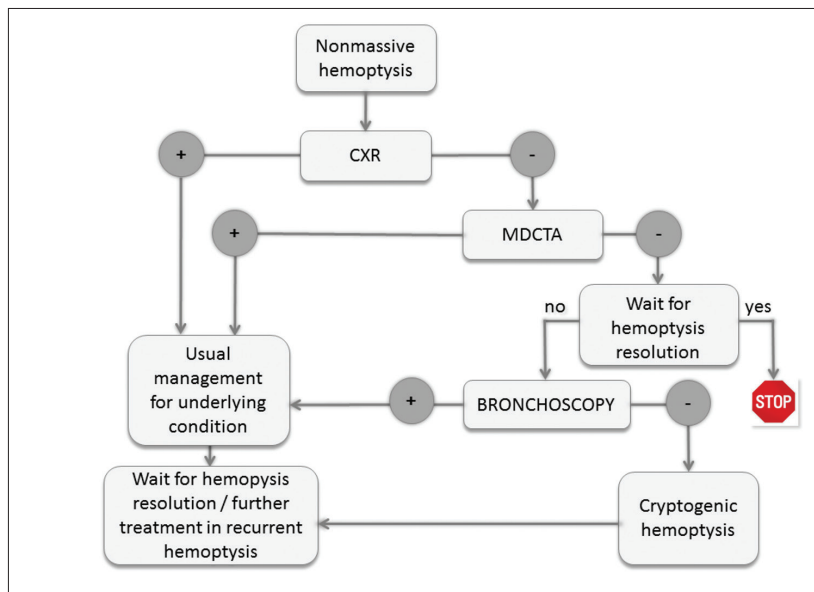 Nonmassive
hemoptysis
+
CXR
-
+
MDCTA
-
no
Wait for
hemoptysis
resolution
yes
Usual
management
for underlying
condition
+
BRONCHOSCOPY
-
STOP
Wait for hemopysis
resolution / further
treatment in recurrent
hemoptysis
Cryptogenic
hemoptysis